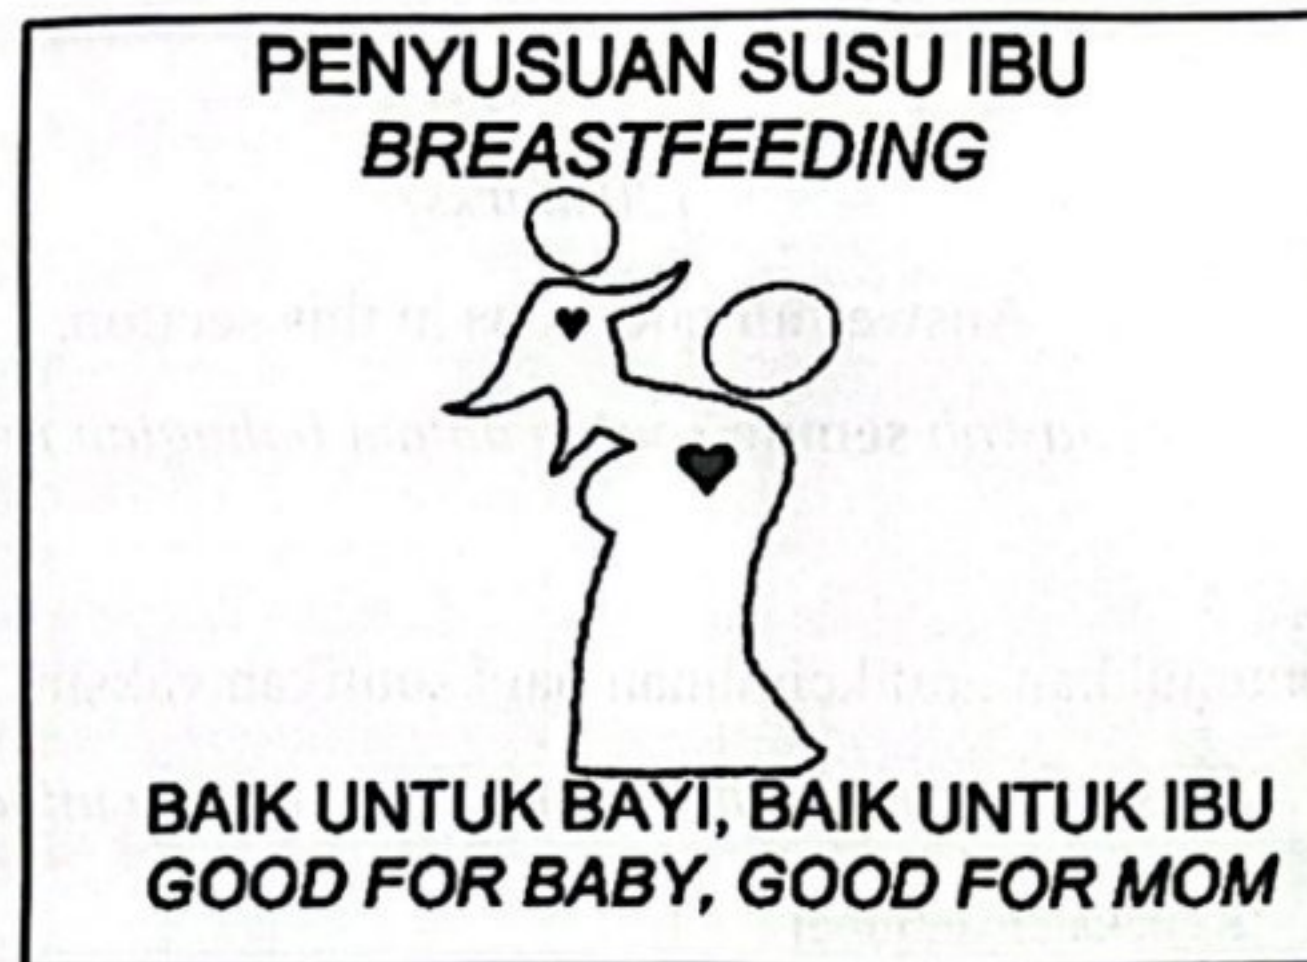 PENYUSUAN SUSU IBU
BREASTFEEDING
BAIK UNTUK BAYI, BAIK UNTUK IBU
GOOD FOR BABY, GOOD FOR MOM